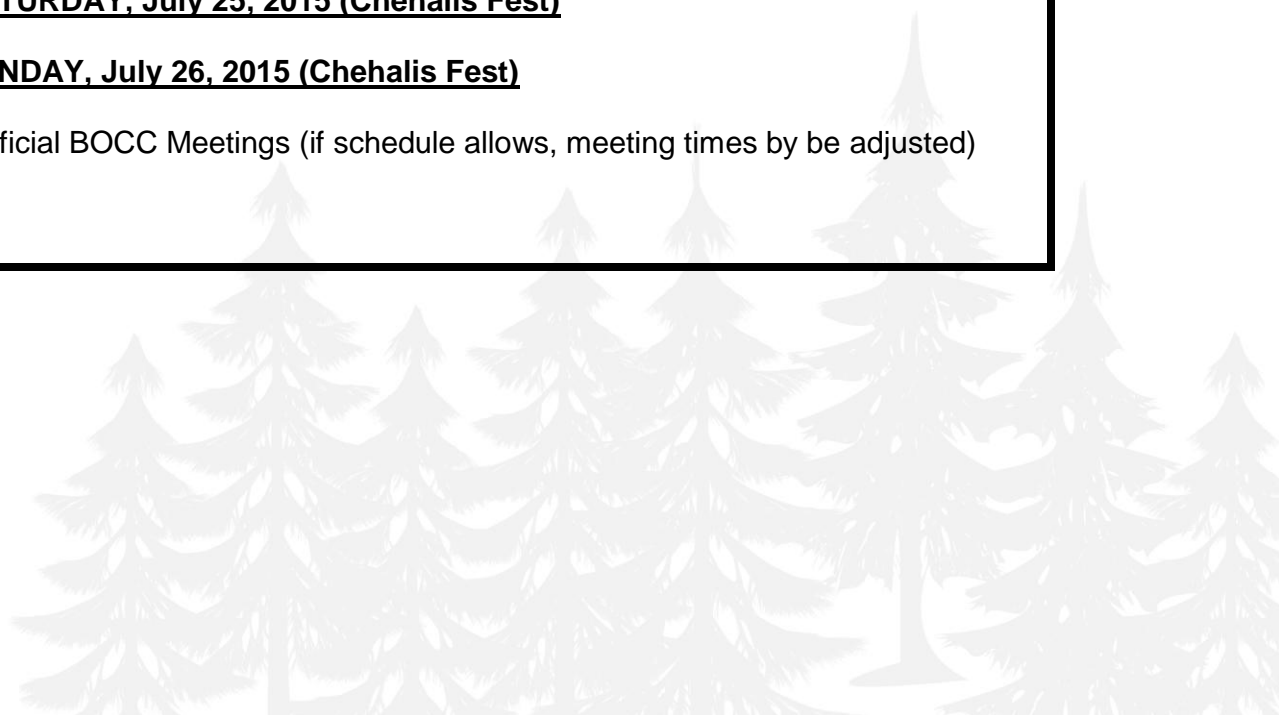 TURDAY, July 25, 2015 (Chehalis Fest)
NDAY, July 26, 2015 (Chehalis Fest)
ficial BOCC Meetings (if schedule allows, meeting times by be adjusted)